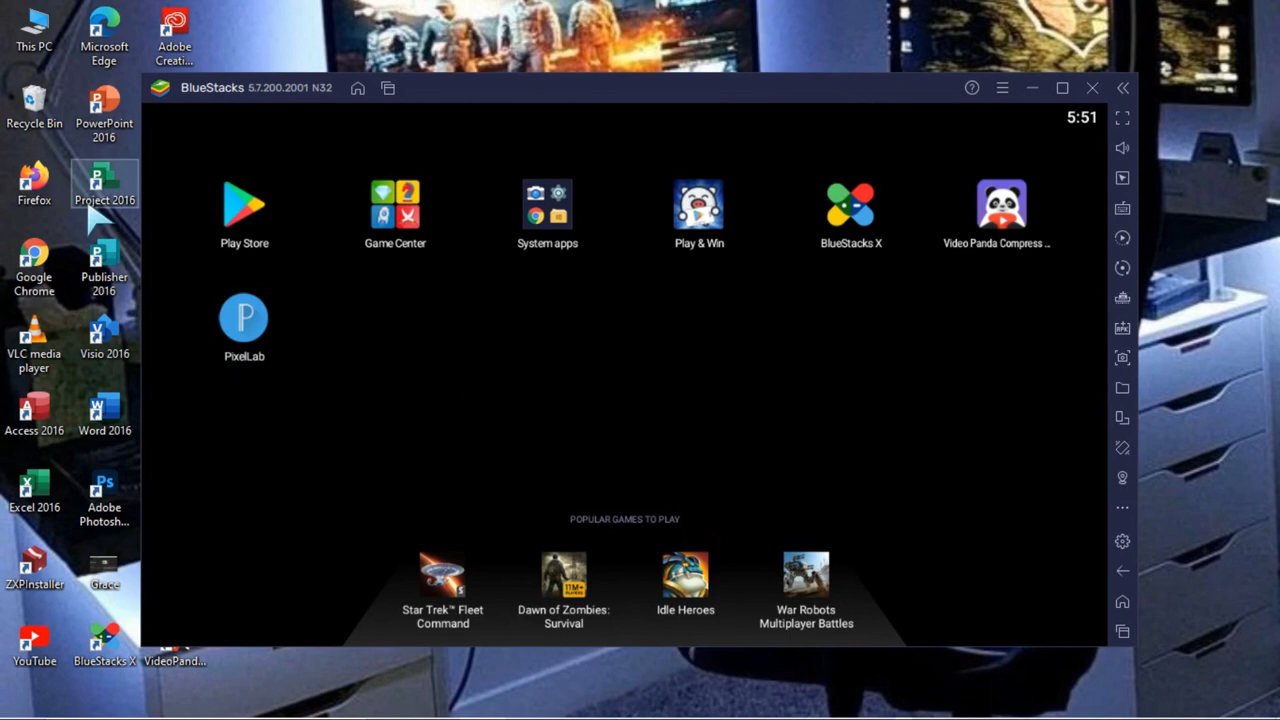 This PC
Microsoft
Edge
Adobe
Creati...
Recycle Bin
PowerPoint
2016
Firefox
Project 2016
Google
Chrome
Publisher
2016
VLC media
player
Visio 2016
Access 2016
Word 2016
Excel 2016
Adobe
Photosh...
ZXPInstaller
Grace
YouTube
BlueStacks X
VideoPand...
BlueStacks 5.7.200.2001 N32
5:51
Play Store
Game Center
System apps
Play & Win
BlueStacks X
Video Panda Compress ...
PixelLab
POPULAR GAMES TO PLAY
Star Trek™ Fleet
Command
11M+
PLAYERS
Dawn of Zombies:
Survival
Idle Heroes
War Robots
Multiplayer Battles